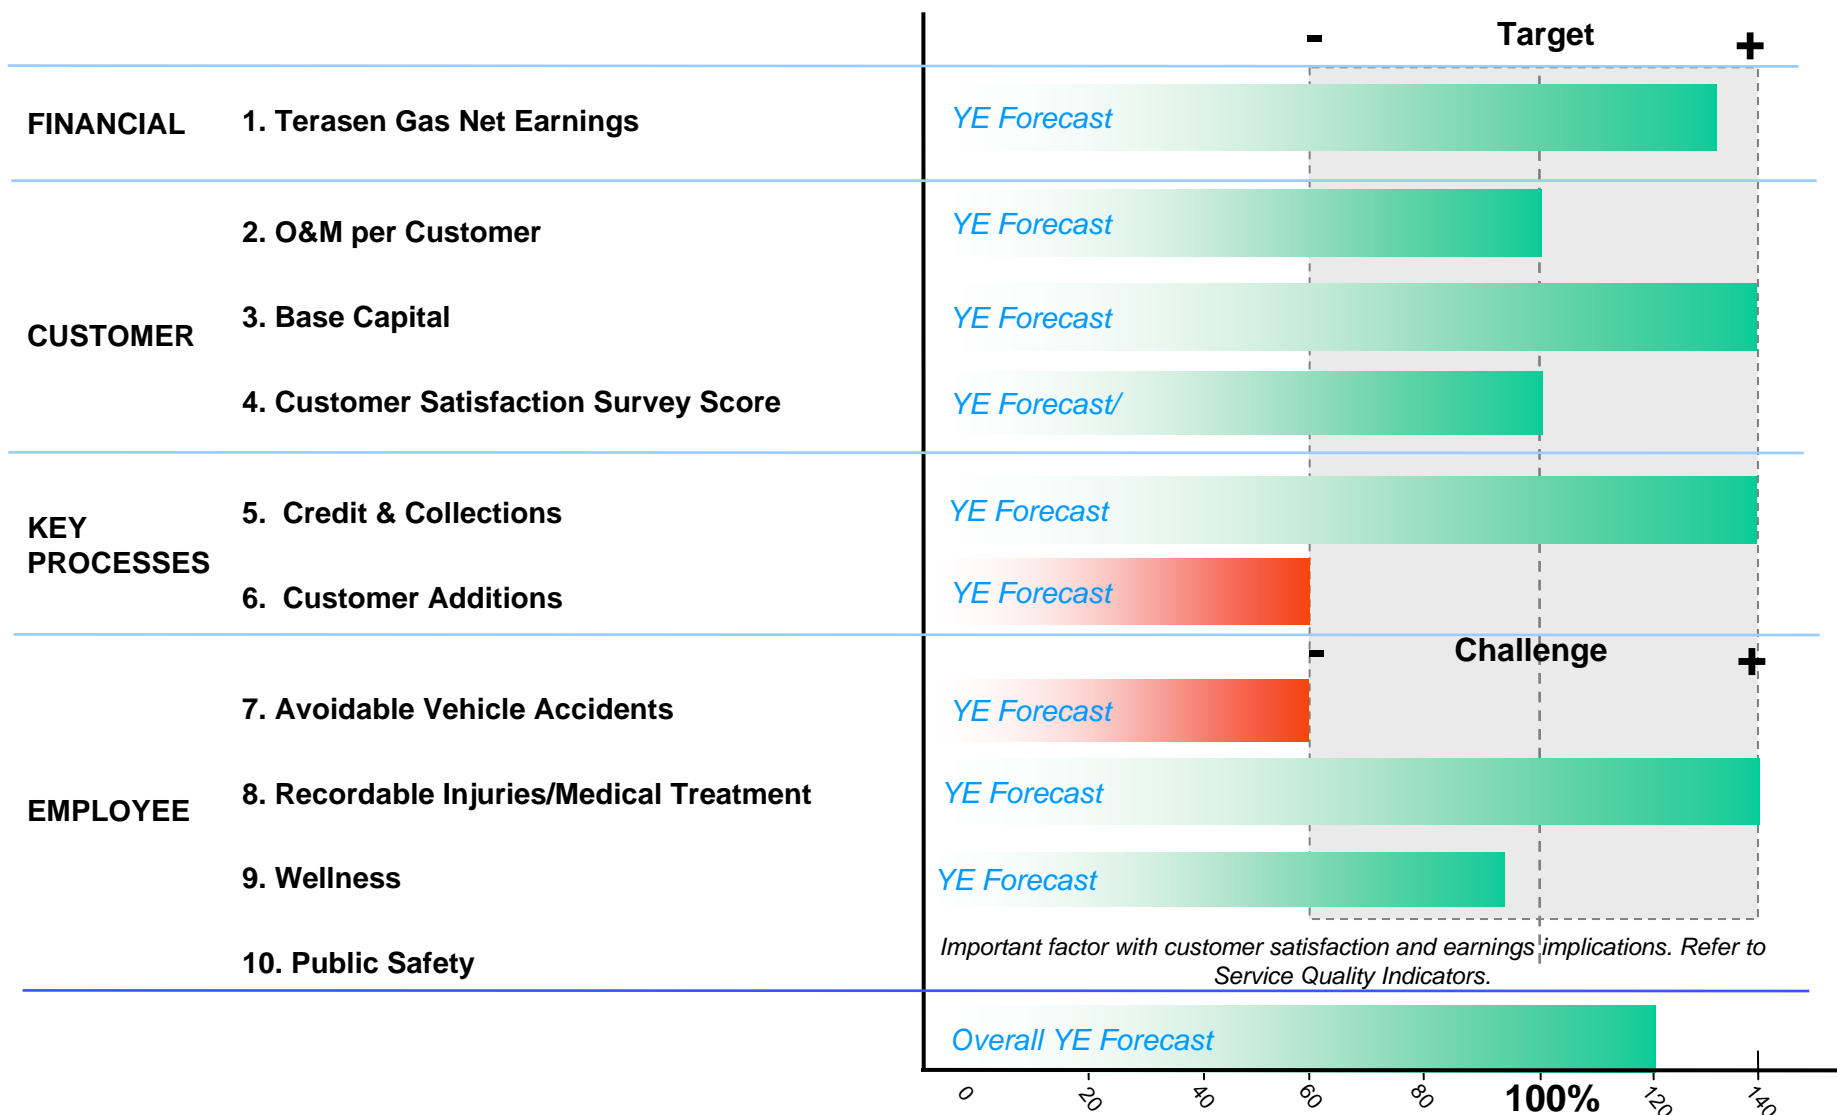 - Target +
FINANCIAL 1. Terasen Gas Net Earnings YE Forecast
2. O&M per Customer YE Forecast
3. Base Capital YE Forecast
CUSTOMER
4. Customer Satisfaction Survey Score YE Forecast/
5. Credit & Collections YE Forecast
KEY
PROCESSES
6. Customer Additions YE Forecast
- Challenge +
7. Avoidable Vehicle Accidents YE Forecast
8. Recordable Injuries/Medical Treatment YE Forecast
EMPLOYEE
9. Wellness YE Forecast
10. Public Safety
Important factor with customer satisfaction and earnings implications. Refer to
Service Quality Indicators.
Overall YE Forecast
0 20 40 60 80 100% 120 140